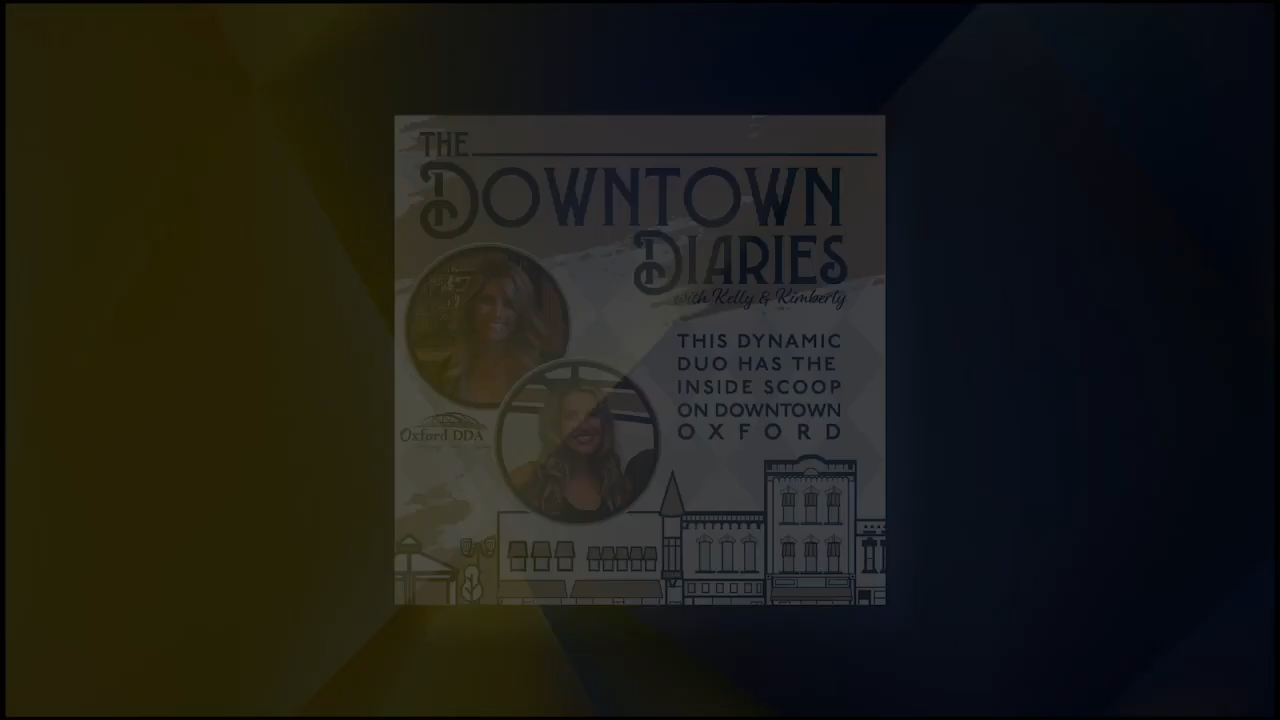 THE
DOWNTOWN
DIARIES
with Kelly & Kimberly
THIS DYNAMIC
DUO HAS THE
INSIDE SCOOP
ON DOWNTOWN
OXFORD
Oxford DDA